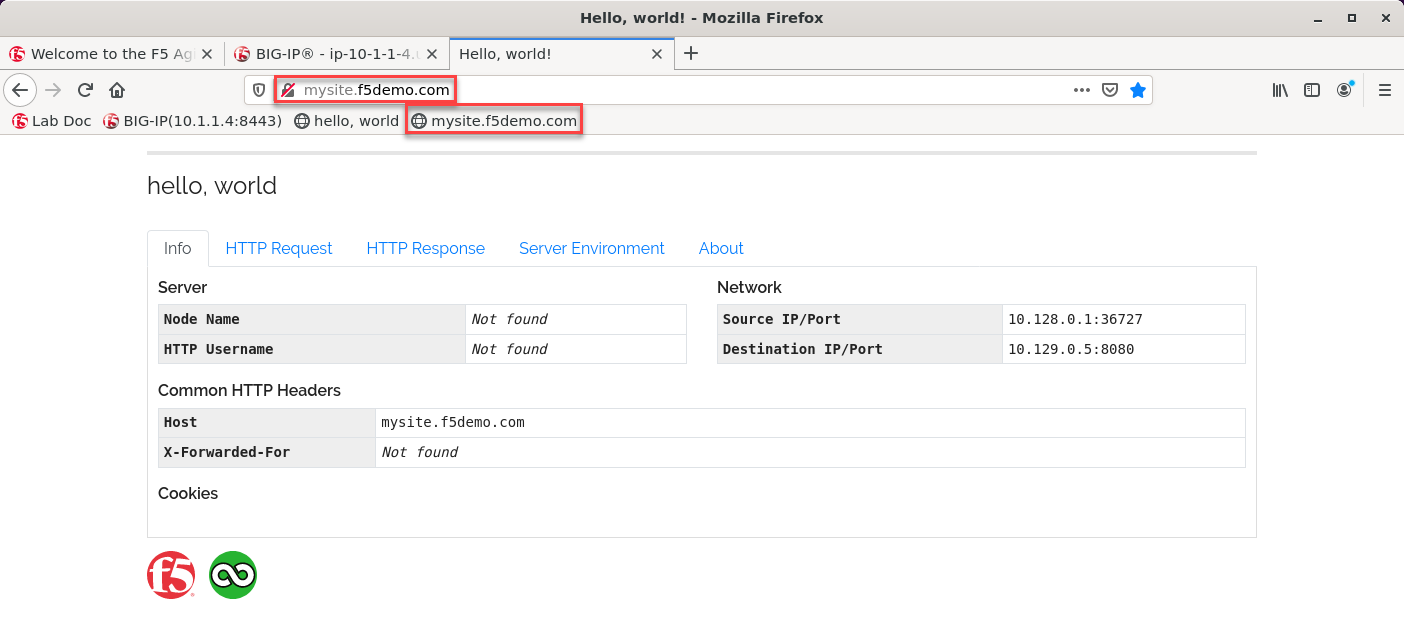 Hello, world! - Mozilla Firefox
Welcome to the F5 Ag
BIG-IP® - ip-10-1-1-4.
Hello, world!
mysite.f5demo.com
Lab Doc
BIG-IP(10.1.1.4:8443)
hello, world
mysite.f5demo.com
hello, world
Info
HTTP Request
HTTP Response
Server Environment
About
Server
Network
Node Name
Not found
Source IP/Port
10.128.0.1:36727
HTTP Username
Not found
Destination IP/Port
10.129.0.5:8080
Common HTTP Headers
Host
mysite.f5demo.com
X-Forwarded-For
Not found
Cookies
f5